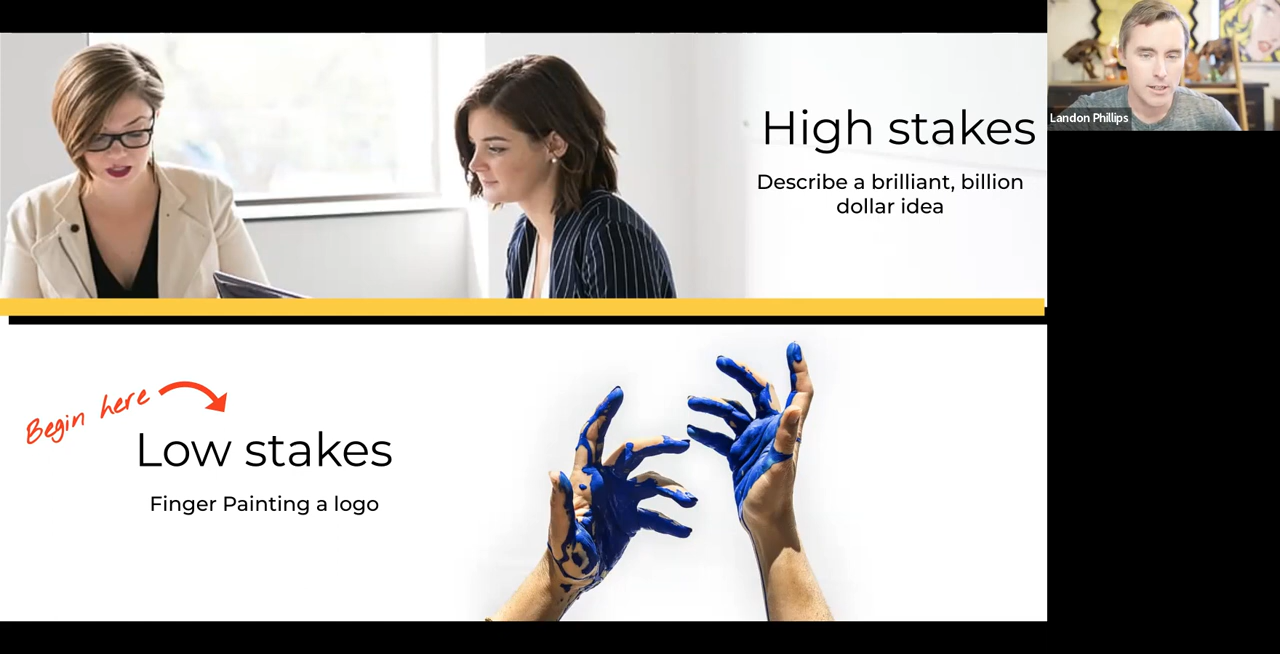 Landon Phillips
High stakes
Describe a brilliant, billion
dollar idea
Begin here
Low stakes
Finger Painting a logo